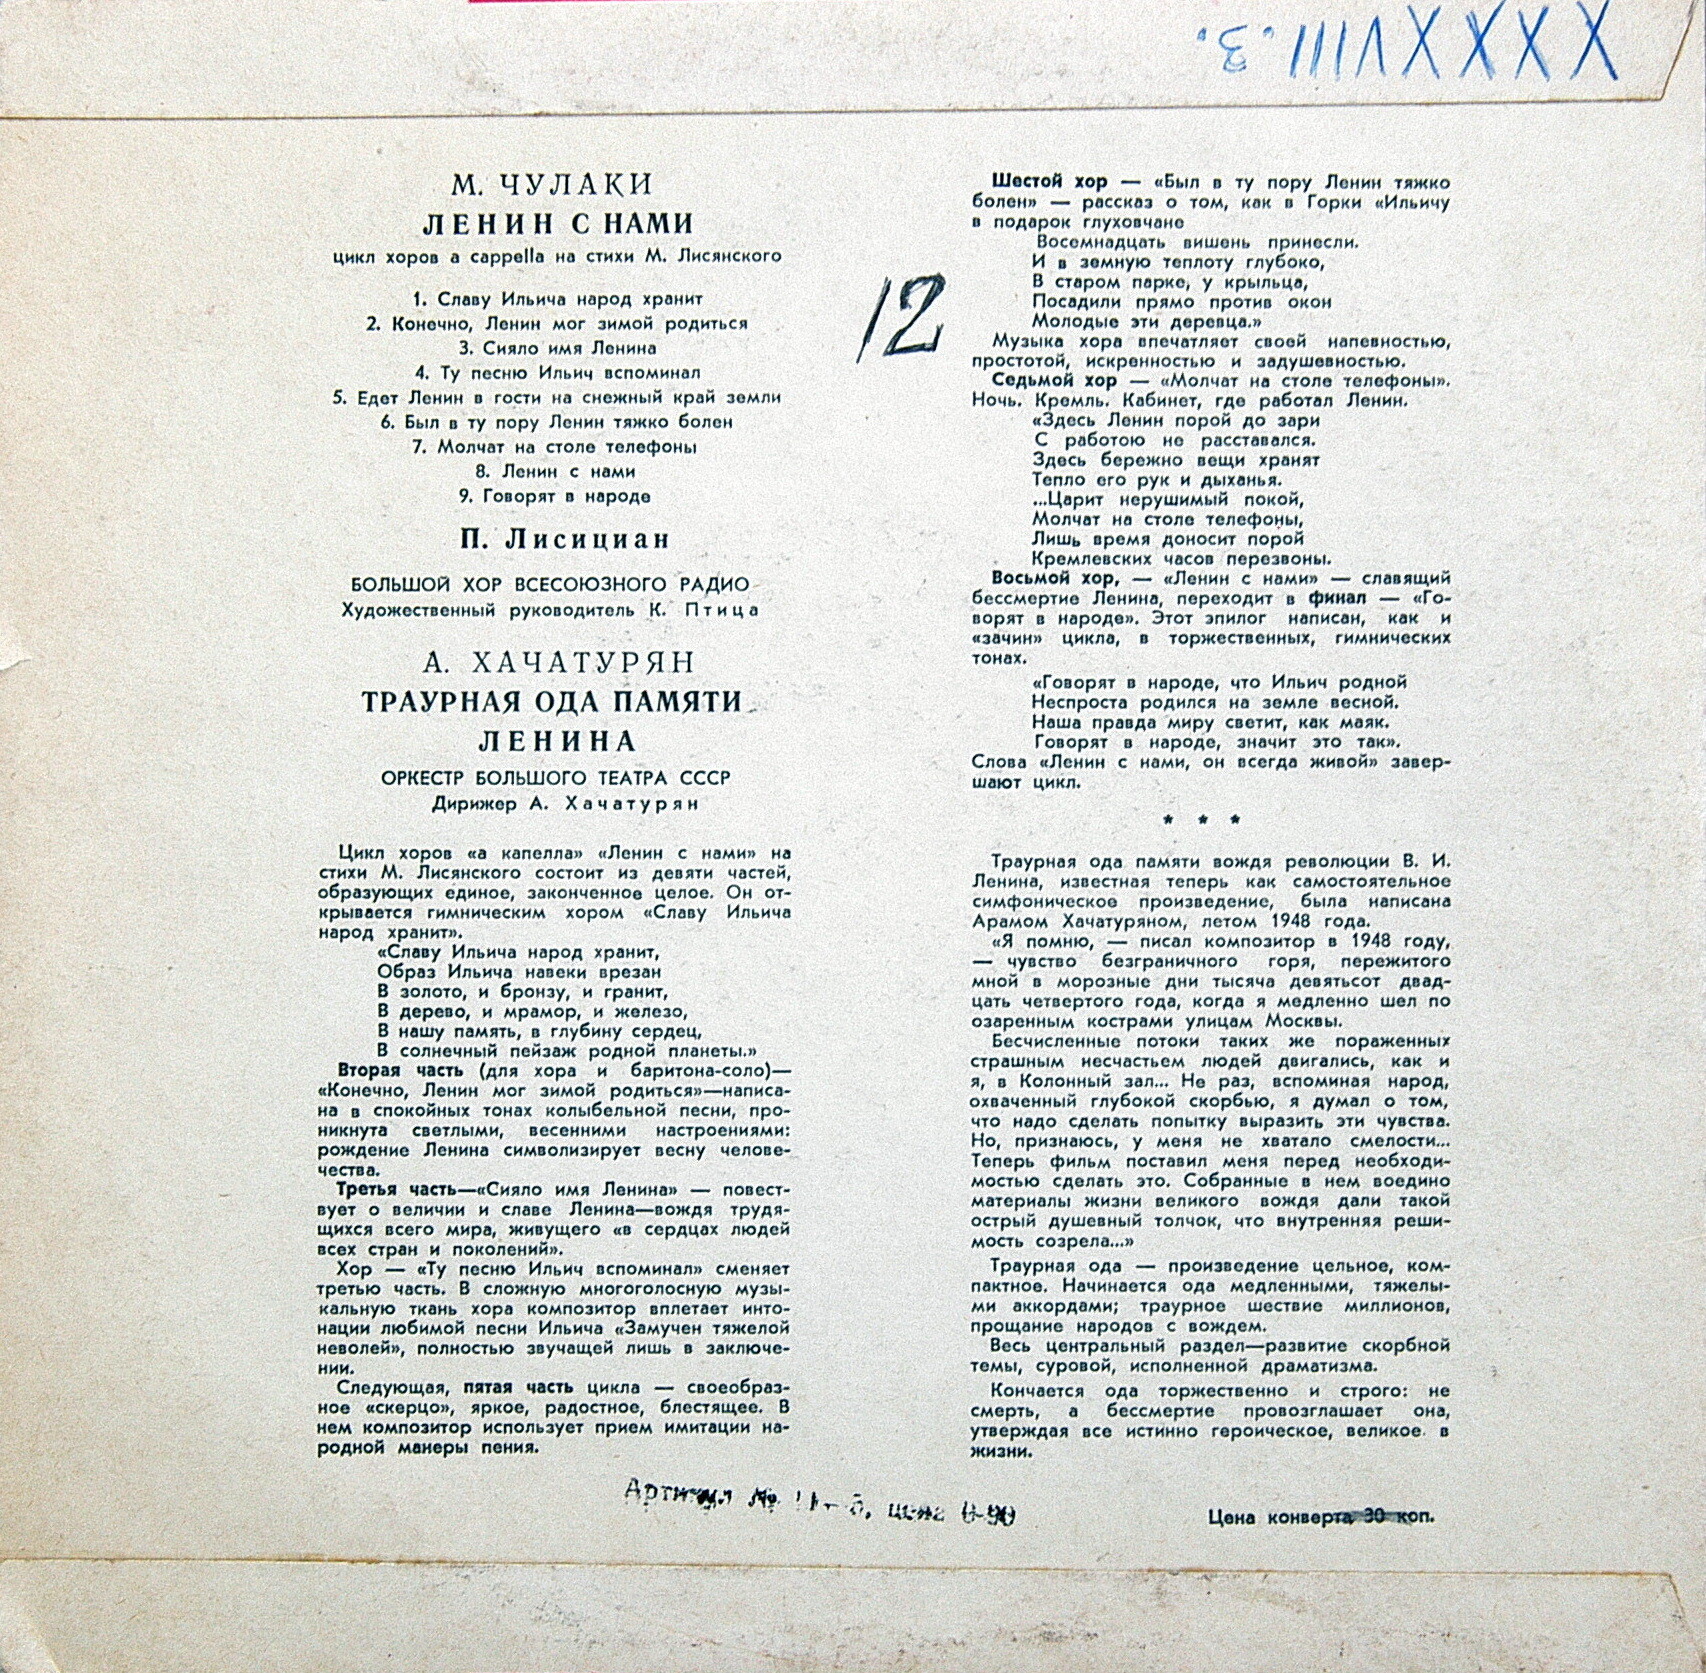 XXXXVIII.3.
М. ЧУЛАКИ
ЛЕНИН С НАМИ
цикл хоров a cappella на стихи М. Лисянского
1. Славу Ильича народ хранит
2. Конечно, Ленин мог зимой родиться
3. Сияло имя Ленина
4. Ту песню Ильич вспоминал
5. Едет Ленин в гости на снежный край земли
6. Был в ту пору Ленин тяжко болен
7. Молчат на столе телефоны
8. Ленин с нами
9. Говорят в народе
П. Лисициан
БОЛЬШОЙ ХОР ВСЕСОЮЗНОГО РАДИО
Художественный руководитель К. Птица
А. ХАЧАТУРЯН
ТРАУРНАЯ ОДА ПАМЯТИ
ЛЕНИНА
ОРКЕСТР БОЛЬШОГО ТЕАТРА СССР
Дирижер А. Хачатурян
Цикл хоров «а капелла» «Ленин с нами» на
стихи М. Лисянского состоит из девяти частей,
образующих единое, законченное целое. Он от-
крывается гимническим хором «Славу Ильича
народ хранит».
«Славу Ильича народ хранит,
Образ Ильича навеки врезан
В золото, и бронзу, и гранит,
В дерево, и мрамор, и железо,
В нашу память, в глубину сердец,
В солнечный пейзаж родной планеты.»
Вторая часть (для хора и баритона-соло)—
«Конечно, Ленин мог зимой родиться»—написа-
на в спокойных тонах колыбельной песни, про-
никнута светлыми, весенними настроениями:
рождение Ленина символизирует весну челове-
чества.
Третья часть—«Сияло имя Ленина» — повест-
вует о величии и славе Ленина—вождя трудя-
щихся всего мира, живущего «в сердцах людей
всех стран и поколений».
Хор — «Ту песню Ильич вспоминал» сменяет
третью часть. В сложную многоголосную музы-
кальную ткань хора композитор вплетает инто-
нации любимой песни Ильича «Замучен тяжелой
неволей», полностью звучащей лишь в заключе-
нии.
Следующая, пятая часть цикла — своеобраз-
ное «скерцо», яркое, радостное, блестящее. В
нем композитор использует прием имитации на-
родной манеры пения.
12
Шестой хор — «Был в ту пору Ленин тяжко
болен» — рассказ о том, как в Горки «Ильичу
в подарок глуховчане
Восемнадцать вишень принесли.
И в земную теплоту глубоко,
В старом парке, у крыльца,
Посадили прямо против окон
Молодые эти деревца.»
Музыка хора впечатляет своей напевностью,
простотой, искренностью и задушевностью.
Седьмой хор — «Молчат на столе телефоны».
Ночь. Кремль. Кабинет, где работал Ленин.
«Здесь Ленин порой до зари
С работою не расставался.
Здесь бережно вещи хранят
Тепло его рук и дыханья.
...Царит нерушимый покой,
Молчат на столе телефоны,
Лишь время доносит порой
Кремлевских часов перезвоны.
Восьмой хор, — «Ленин с нами» — славящий
бессмертие Ленина, переходит в финал — «Го-
ворят в народе». Этот эпилог написан, как и
«зачин» цикла, в торжественных, гимнических
тонах.
«Говорят в народе, что Ильич родной
Неспроста родился на земле весной.
Наша правда миру светит, как маяк.
Говорят в народе, значит это так».
Слова «Ленин с нами, он всегда живой» завер-
шают цикл.
* * *
Траурная ода памяти вождя революции В. И.
Ленина, известная теперь как самостоятельное
симфоническое произведение, была написана
Арамом Хачатуряном, летом 1948 года.
«Я помню, — писал композитор в 1948 году,
— чувство безграничного горя, пережитого
мной в морозные дни тысяча девятьсот двад-
цать четвертого года, когда я медленно шел по
озаренным кострами улицам Москвы.
Бесчисленные потоки таких же пораженных
страшным несчастьем людей двигались, как и
я, в Колонный зал... Не раз, вспоминая народ,
охваченный глубокой скорбью, я думал о том,
что надо сделать попытку выразить эти чувства.
Но, признаюсь, у меня не хватало смелости...
Теперь фильм поставил меня перед необходи-
мостью сделать это. Собранные в нем воедино
материалы жизни великого вождя дали такой
острый душевный толчок, что внутренняя реши-
мость созрела...»
Траурная ода — произведение цельное, ком-
пактное. Начинается ода медленными, тяжелы-
ми аккордами; траурное шествие миллионов,
прощание народов с вождем.
Весь центральный раздел—развитие скорбной
темы, суровой, исполненной драматизма.
Кончается ода торжественно и строго: не
смерть, а бессмертие провозглашает она,
утверждая все истинно героическое, великое в
жизни.
Артикул № цена 0-90
Цена конверта 30 коп.